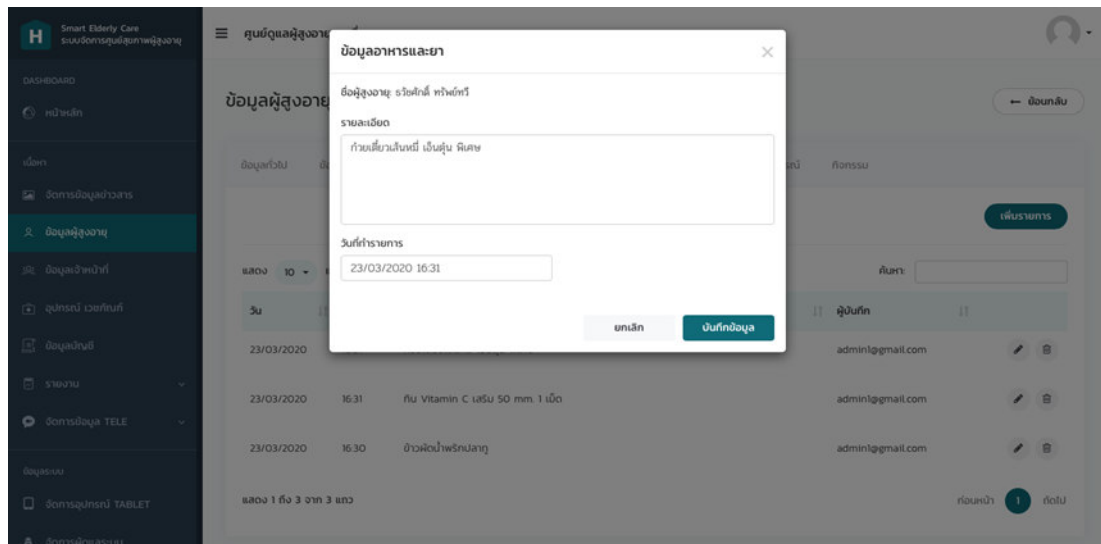 Smart Elderly Care
ระบบจัดการศูนย์สุขภาพผู้สูงอายุ
DASHBOARD
หน้าหลัก
เนื้อหา
จัดการข้อมูลข่าวสาร
ข้อมูลผู้สูงอายุ
ข้อมูลเจ้าหน้าที่
อุปกรณ์ เวชภัณฑ์
ข้อมูลบัญชี
รายงาน
จัดการข้อมูล TELE
ข้อมูลระบบ
จัดการอุปกรณ์ TABLET
จัดการผู้ดูแลระบบ
ศูนย์ดูแลผู้สูงอายุ
ข้อมูลผู้สูงอายุ
← ย้อนกลับ
ข้อมูลทั่วไป
กิจกรรม
เพิ่มรายการ
ข้อมูลอาหารและยา
ชื่อผู้สูงอายุ: ธวัชศักดิ์ ทรัพย์ทวี
รายละเอียด
ก๋วยเตี๋ยวเส้นหมี่ เอ็นตุ๋น พิเศษ
วันที่ทำรายการ
23/03/2020 16:31
ยกเลิก บันทึกข้อมูล
แสดง 10 ค้นหา:
วัน ผู้บันทึก
23/03/2020 admin1@gmail.com
23/03/2020 16:31 กิน Vitamin C เสริม 50 mm. 1 เม็ด admin1@gmail.com
23/03/2020 16:30 ข้าวผัดน้ำพริกปลาทู admin1@gmail.com
แสดง 1 ถึง 3 จาก 3 แถว ก่อนหน้า 1 ถัดไป